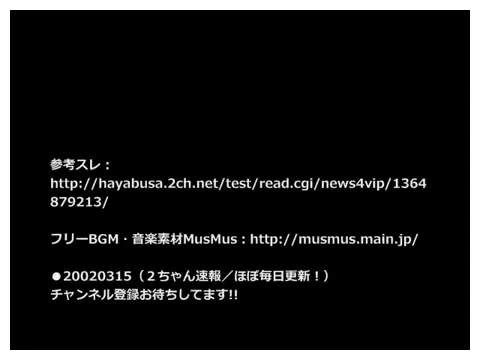 参考スレ：
http://hayabusa.2ch.net/test/read.cgi/news4vip/1364
879213/
フリーBGM・音楽素材MusMus：http://musmus.main.jp/
●20020315（２ちゃん速報／ほぼ毎日更新！）
チャンネル登録お待ちしてます!!